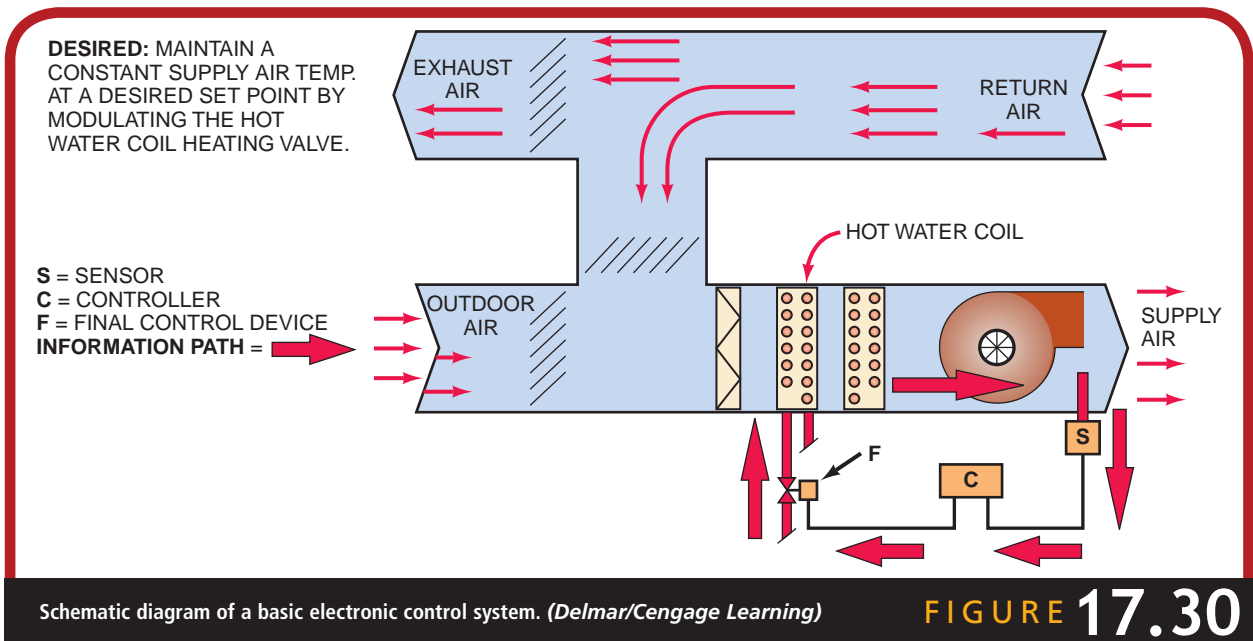 DESIRED: MAINTAIN A
CONSTANT SUPPLY AIR TEMP.
AT A DESIRED SET POINT BY
MODULATING THE HOT
WATER COIL HEATING VALVE.
EXHAUST
AIR
RETURN
AIR
HOT WATER COIL
S = SENSOR
C = CONTROLLER
F = FINAL CONTROL DEVICE
INFORMATION PATH =
OUTDOOR
AIR
SUPPLY
AIR
S
F
C
Schematic diagram of a basic electronic control system. (Delmar/Cengage Learning)
FIGURE 17.30